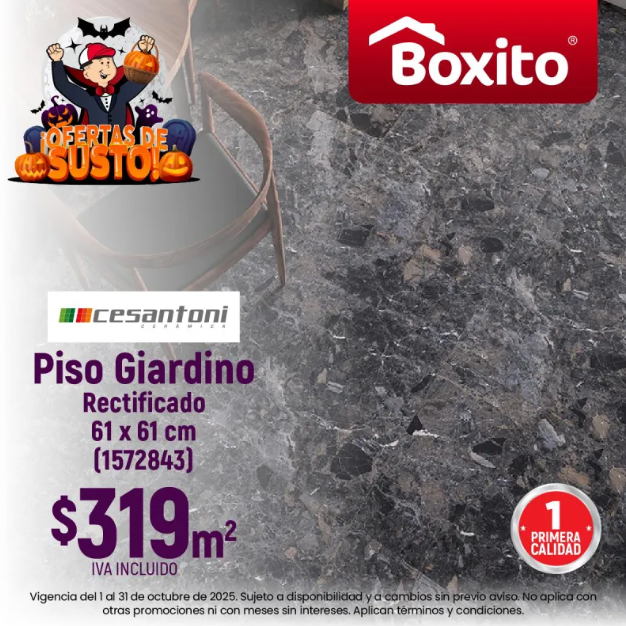 Boxito®
¡OFERTAS DE
SUSTO!
cesantoni
CERÁMICA
Piso Giardino
Rectificado
61 x 61 cm
(1572843)
$319 m²
IVA INCLUIDO
1
PRIMERA
CALIDAD
Vigencia del 1 al 31 de octubre de 2025. Sujeto a disponibilidad y a cambios sin previo aviso. No aplica con
otras promociones ni con meses sin intereses. Aplican términos y condiciones.